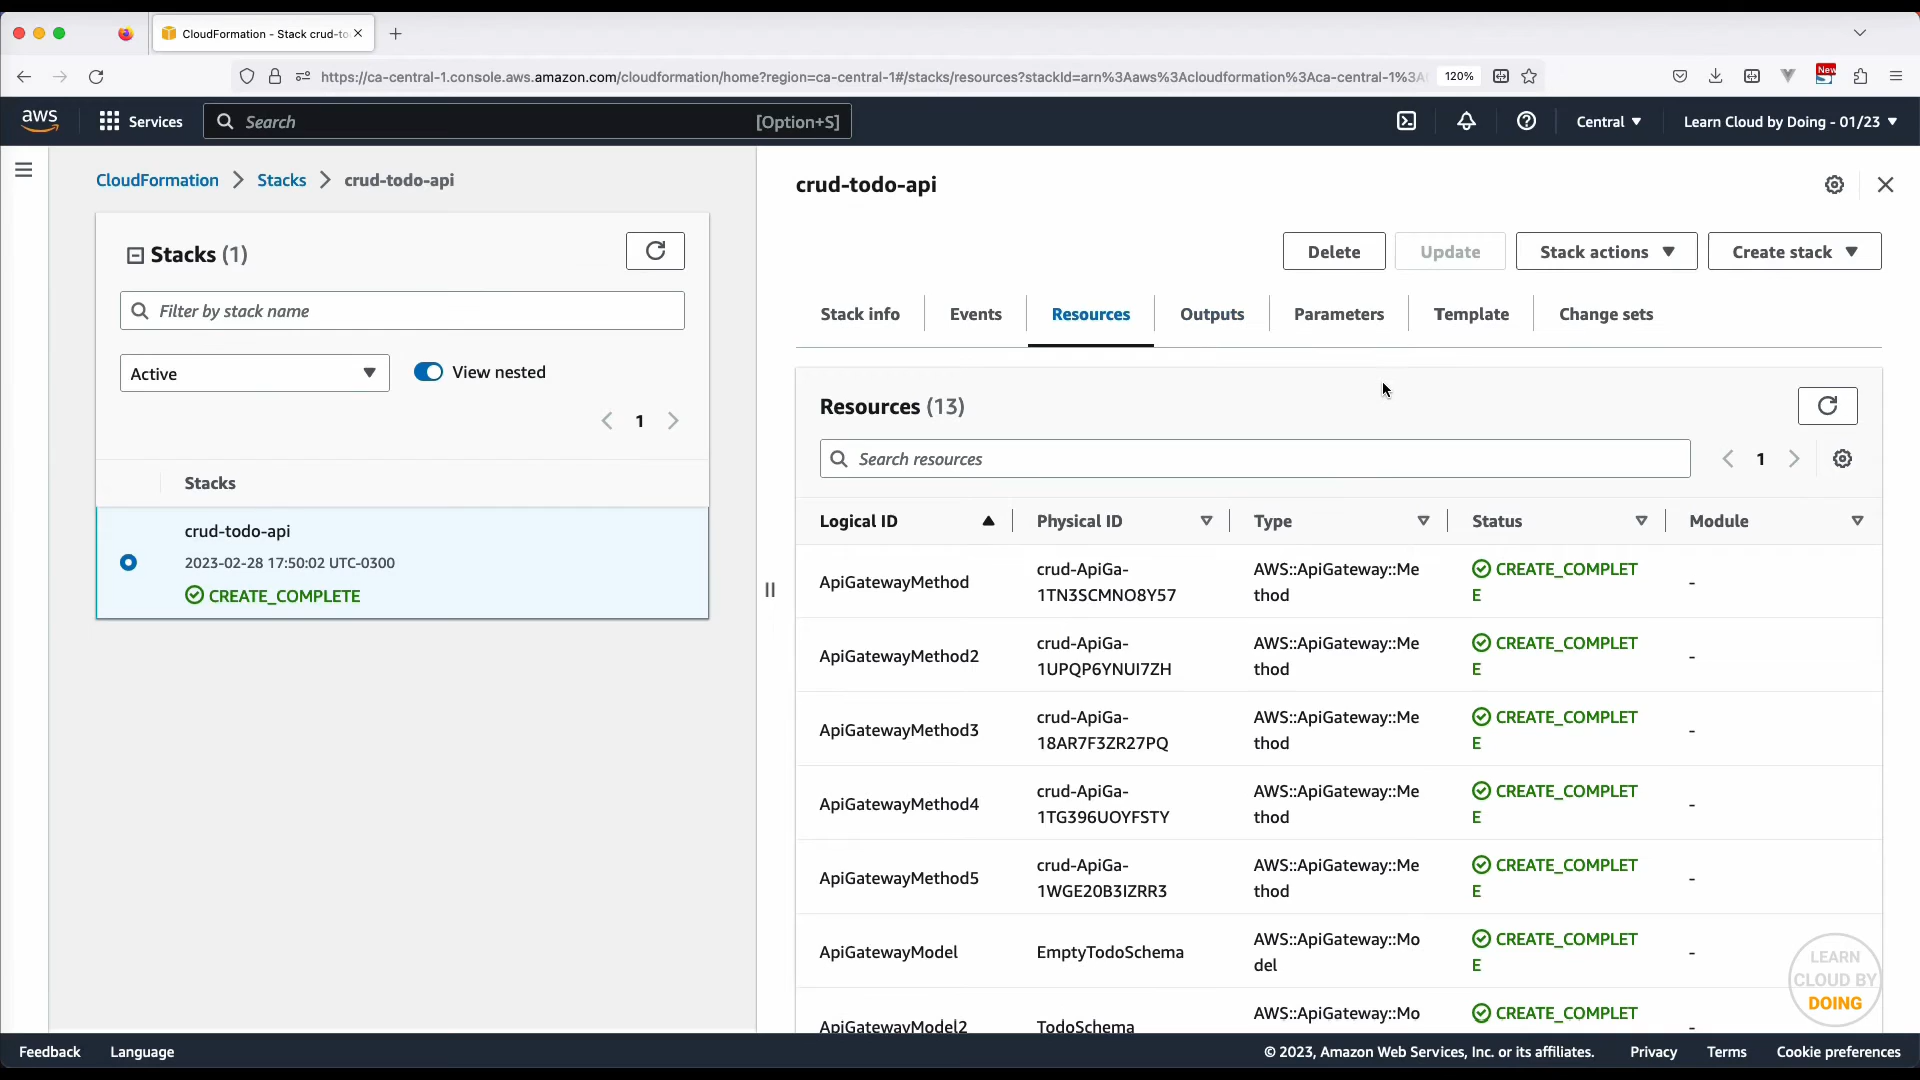 CloudFormation - Stack crud-to
https://ca-central-1.console.aws.amazon.com/cloudformation/home?region=ca-central-1#/stacks/resources?stackId=arn%3Aaws%3Acloudformation%3Aca-central-1%3A
120%
New
aws
Services
Search
[Option+S]
Central
Learn Cloud by Doing - 01/23
CloudFormation
Stacks
crud-todo-api
Stacks (1)
Filter by stack name
Active
View nested
1
Stacks
crud-todo-api
2023-02-28 17:50:02 UTC-0300
CREATE_COMPLETE
crud-todo-api
Delete
Update
Stack actions
Create stack
Stack info
Events
Resources
Outputs
Parameters
Template
Change sets
Resources (13)
Search resources
1
Logical ID
Physical ID
Type
Status
Module
ApiGatewayMethod
crud-ApiGa-
1TN3SCMNO8Y57
AWS::ApiGateway::Me
thod
CREATE_COMPLET
E
-
ApiGatewayMethod2
crud-ApiGa-
1UPQP6YNUI7ZH
AWS::ApiGateway::Me
thod
CREATE_COMPLET
E
-
ApiGatewayMethod3
crud-ApiGa-
18AR7F3ZR27PQ
AWS::ApiGateway::Me
thod
CREATE_COMPLET
E
-
ApiGatewayMethod4
crud-ApiGa-
1TG396UOYFSTY
AWS::ApiGateway::Me
thod
CREATE_COMPLET
E
-
ApiGatewayMethod5
crud-ApiGa-
1WGE20B3IZRR3
AWS::ApiGateway::Me
thod
CREATE_COMPLET
E
-
ApiGatewayModel
EmptyTodoSchema
AWS::ApiGateway::Mo
del
CREATE_COMPLET
E
-
ApiGatewayModel2
TodoSchema
AWS::ApiGateway::Mo
CREATE_COMPLET
-
LEARN
CLOUD BY
DOING
Feedback
Language
© 2023, Amazon Web Services, Inc. or its affiliates.
Privacy
Terms
Cookie preferences